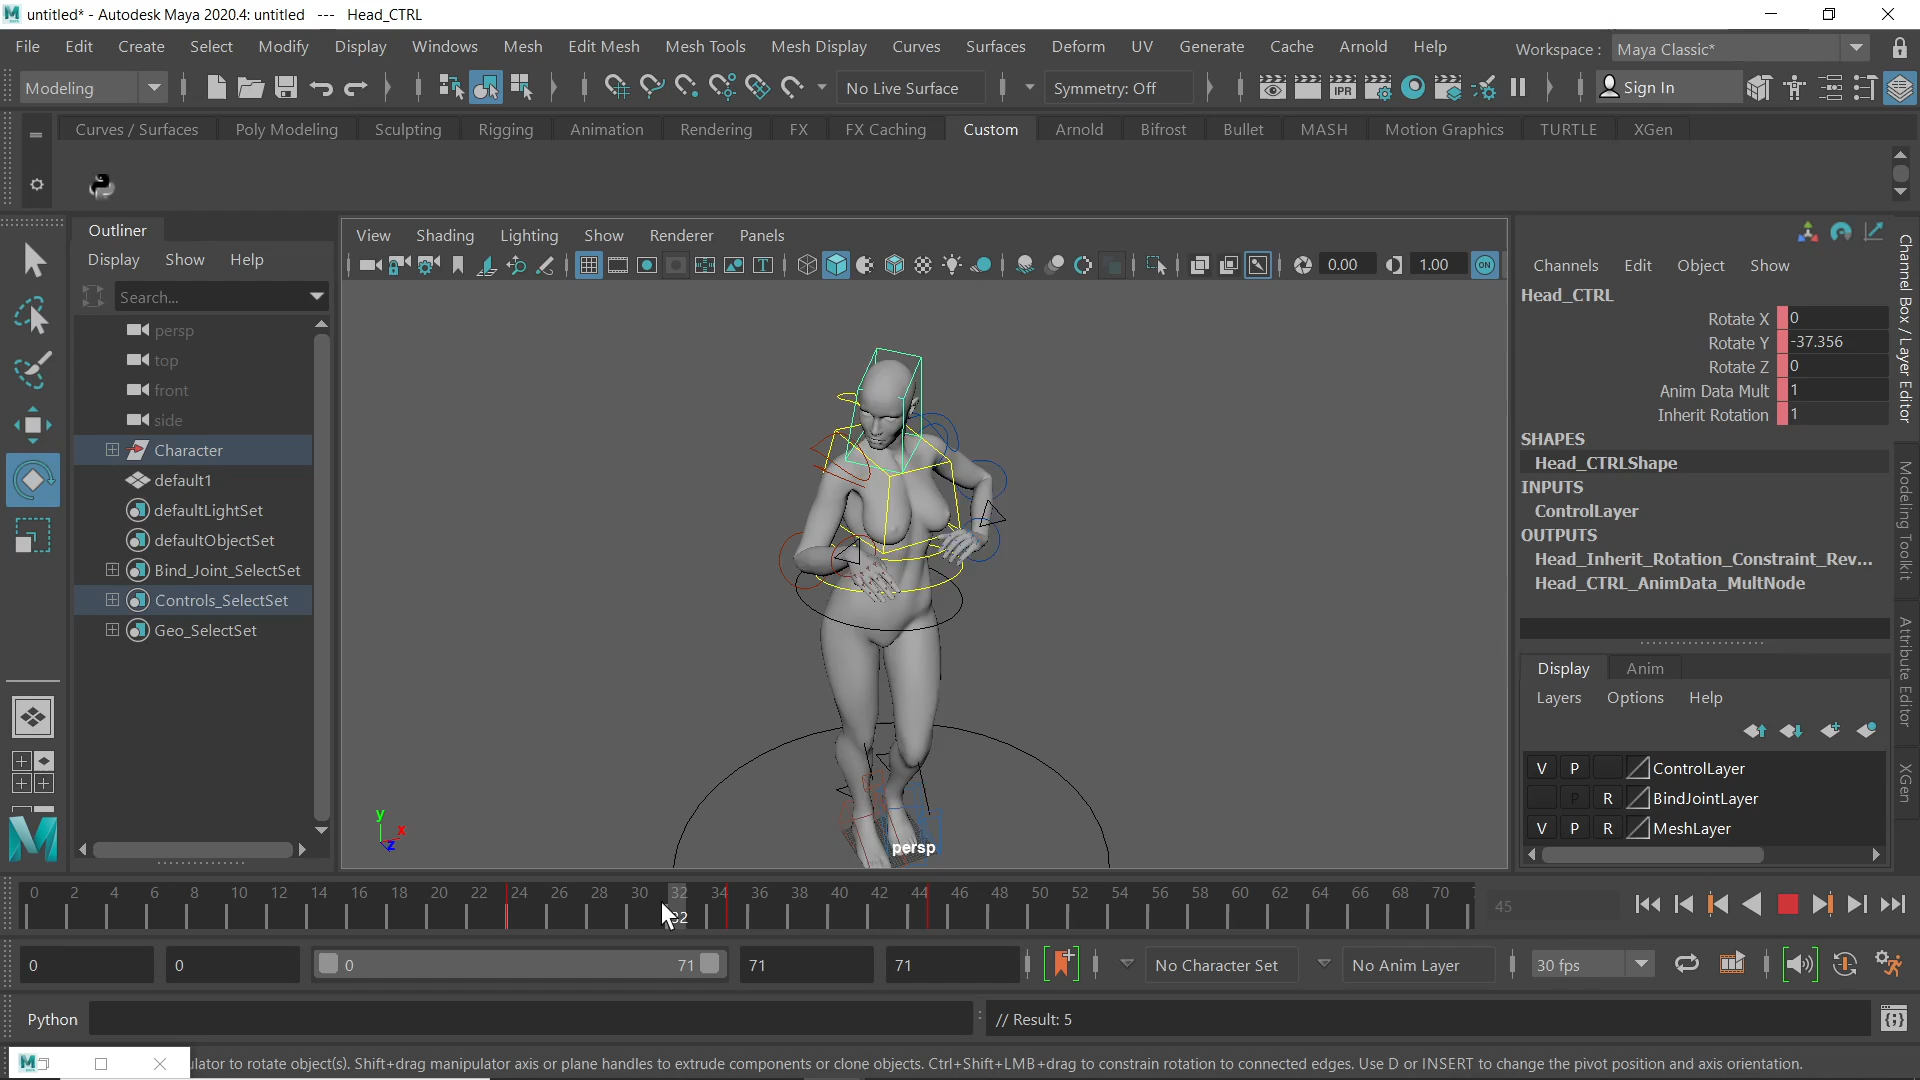 untitled* - Autodesk Maya 2020.4: untitled --- Head_CTRL
File Edit Create Select Modify Display Windows Mesh Edit Mesh Mesh Tools Mesh Display Curves Surfaces Deform UV Generate Cache Arnold Help Workspace : Maya Classic*
Modeling No Live Surface Symmetry: Off IPR Sign In
Curves / Surfaces Poly Modeling Sculpting Rigging Animation Rendering FX FX Caching Custom Arnold Bifrost Bullet MASH Motion Graphics TURTLE XGen
Outliner
Display Show Help
Search...
persp
top
front
side
Character
default1
defaultLightSet
defaultObjectSet
Bind_Joint_SelectSet
Controls_SelectSet
Geo_SelectSet
View Shading Lighting Show Renderer Panels
0.00 1.00 ON
y
x
z
persp
Channels Edit Object Show
Head_CTRL
Rotate X 0
Rotate Y -37.356
Rotate Z 0
Anim Data Mult 1
Inherit Rotation 1
SHAPES
Head_CTRLShape
INPUTS
ControlLayer
OUTPUTS
Head_Inherit_Rotation_Constraint_Rev...
Head_CTRL_AnimData_MultNode
Display Anim
Layers Options Help
V P ControlLayer
P R BindJointLayer
V P R MeshLayer
Channel Box / Layer Editor
Modeling Toolkit
Attribute Editor
XGen
0 2 4 6 8 10 12 14 16 18 20 22 24 26 28 30 32 34 36 38 40 42 44 46 48 50 52 54 56 58 60 62 64 66 68 70
45
0 0 0 71 71 71 No Character Set No Anim Layer 30 fps
Python // Result: 5
lator to rotate object(s). Shift+drag manipulator axis or plane handles to extrude components or clone objects. Ctrl+Shift+LMB+drag to constrain rotation to connected edges. Use D or INSERT to change the pivot position and axis orientation.